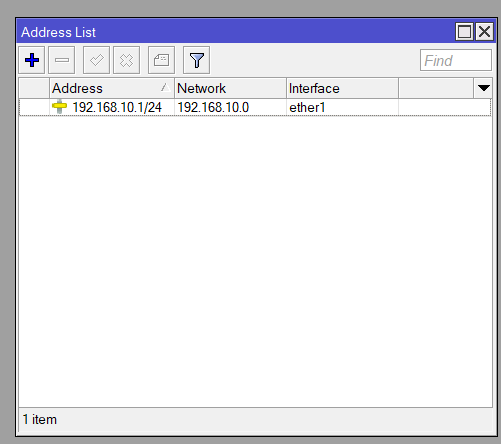 Address List
Find
Address Network Interface
192.168.10.1/24 192.168.10.0 ether1
1 item